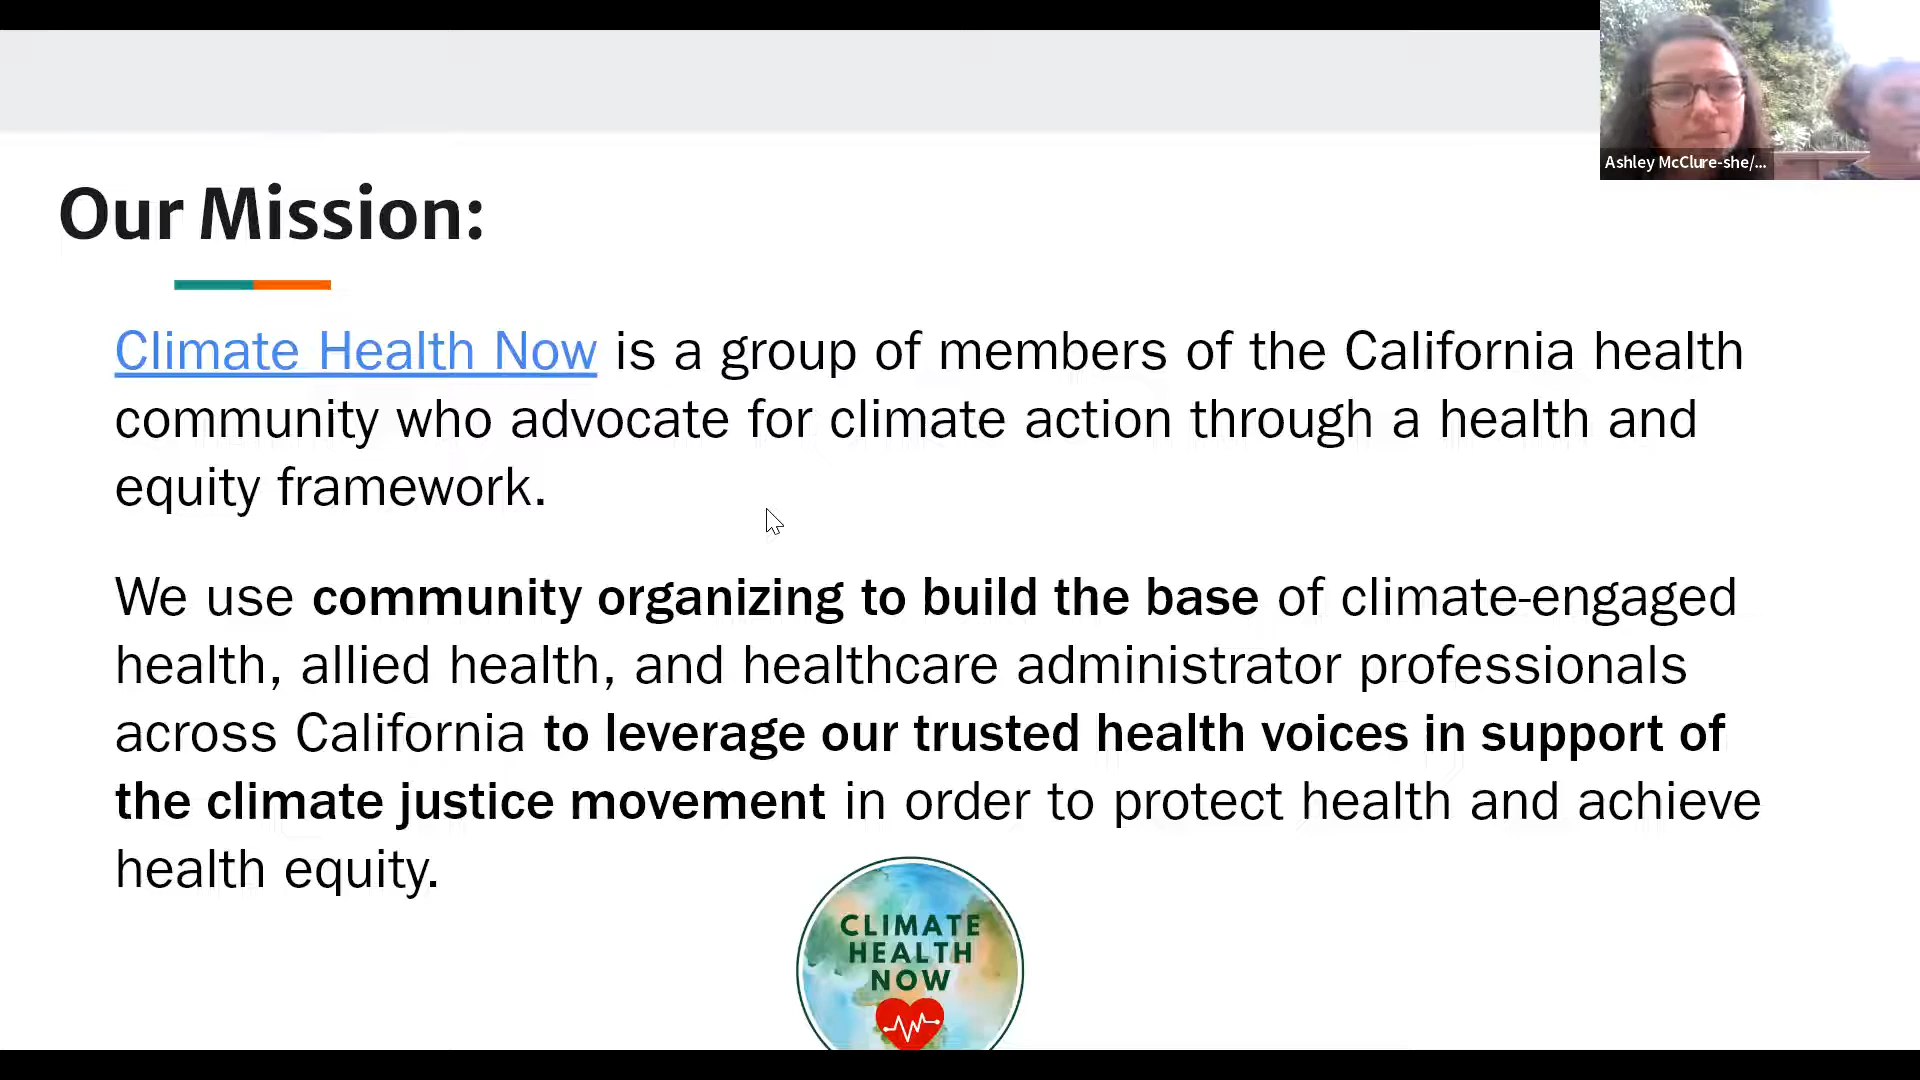 Ashley McClure-she/...
Our Mission:
Climate Health Now is a group of members of the California health
community who advocate for climate action through a health and
equity framework.
We use community organizing to build the base of climate-engaged
health, allied health, and healthcare administrator professionals
across California to leverage our trusted health voices in support of
the climate justice movement in order to protect health and achieve
health equity.
CLIMATE
HEALTH
NOW